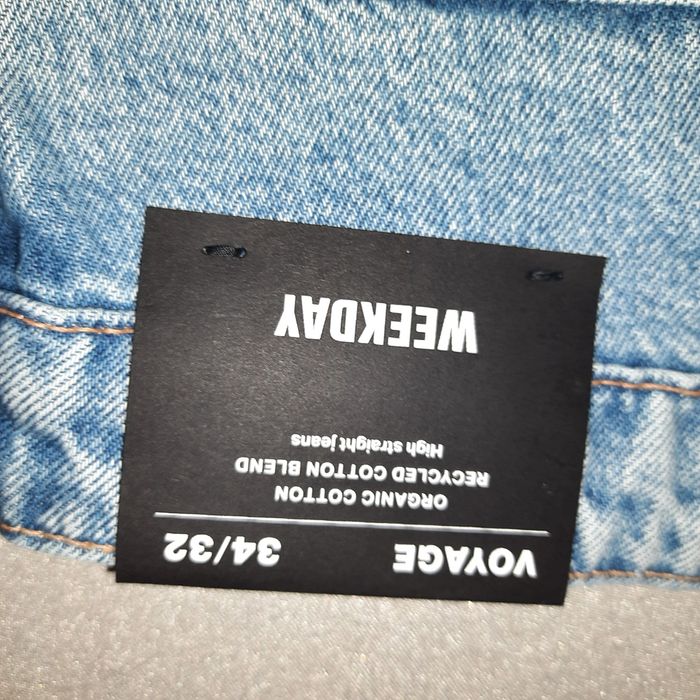 VOYAGE 34/32
ORGANIC COTTON
RECYCLED COTTON BLEND
High straight jeans
WEEKDAY